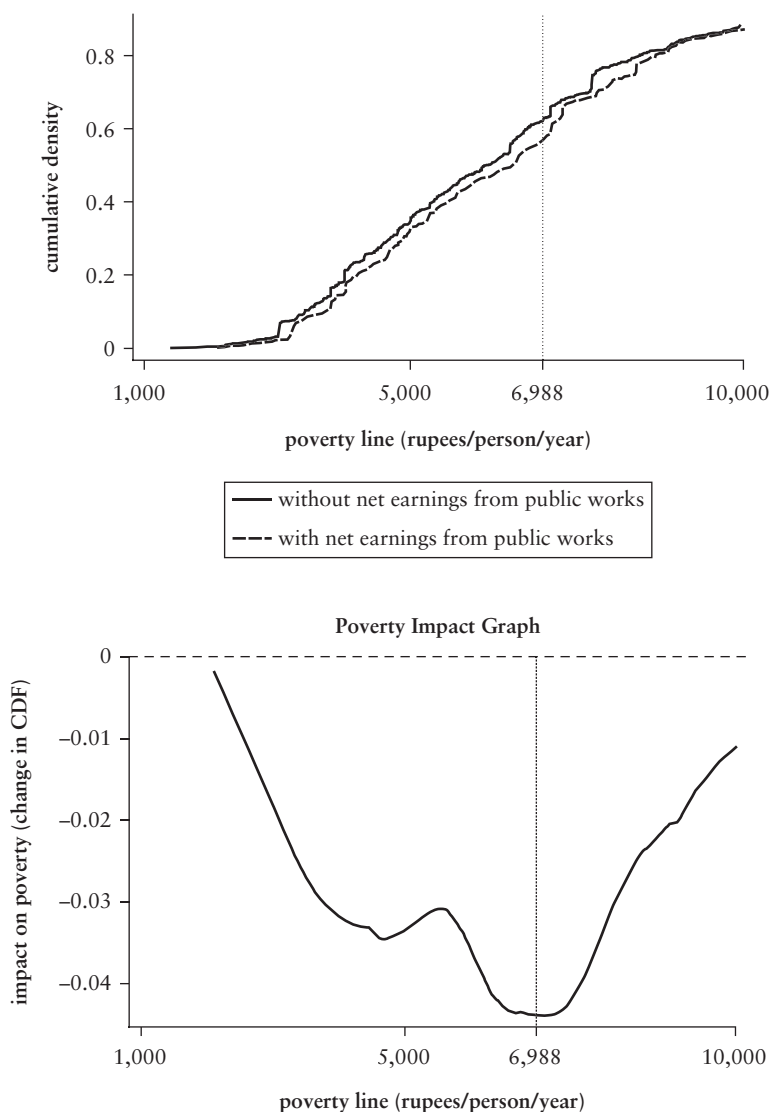 0.8
0.6
0.4
0.2
0
cumulative density
1,000 5,000 6,988 10,000
poverty line (rupees/person/year)
without net earnings from public works
with net earnings from public works
Poverty Impact Graph
0
–0.01
–0.02
–0.03
–0.04
impact on poverty (change in CDF)
1,000 5,000 6,988 10,000
poverty line (rupees/person/year)